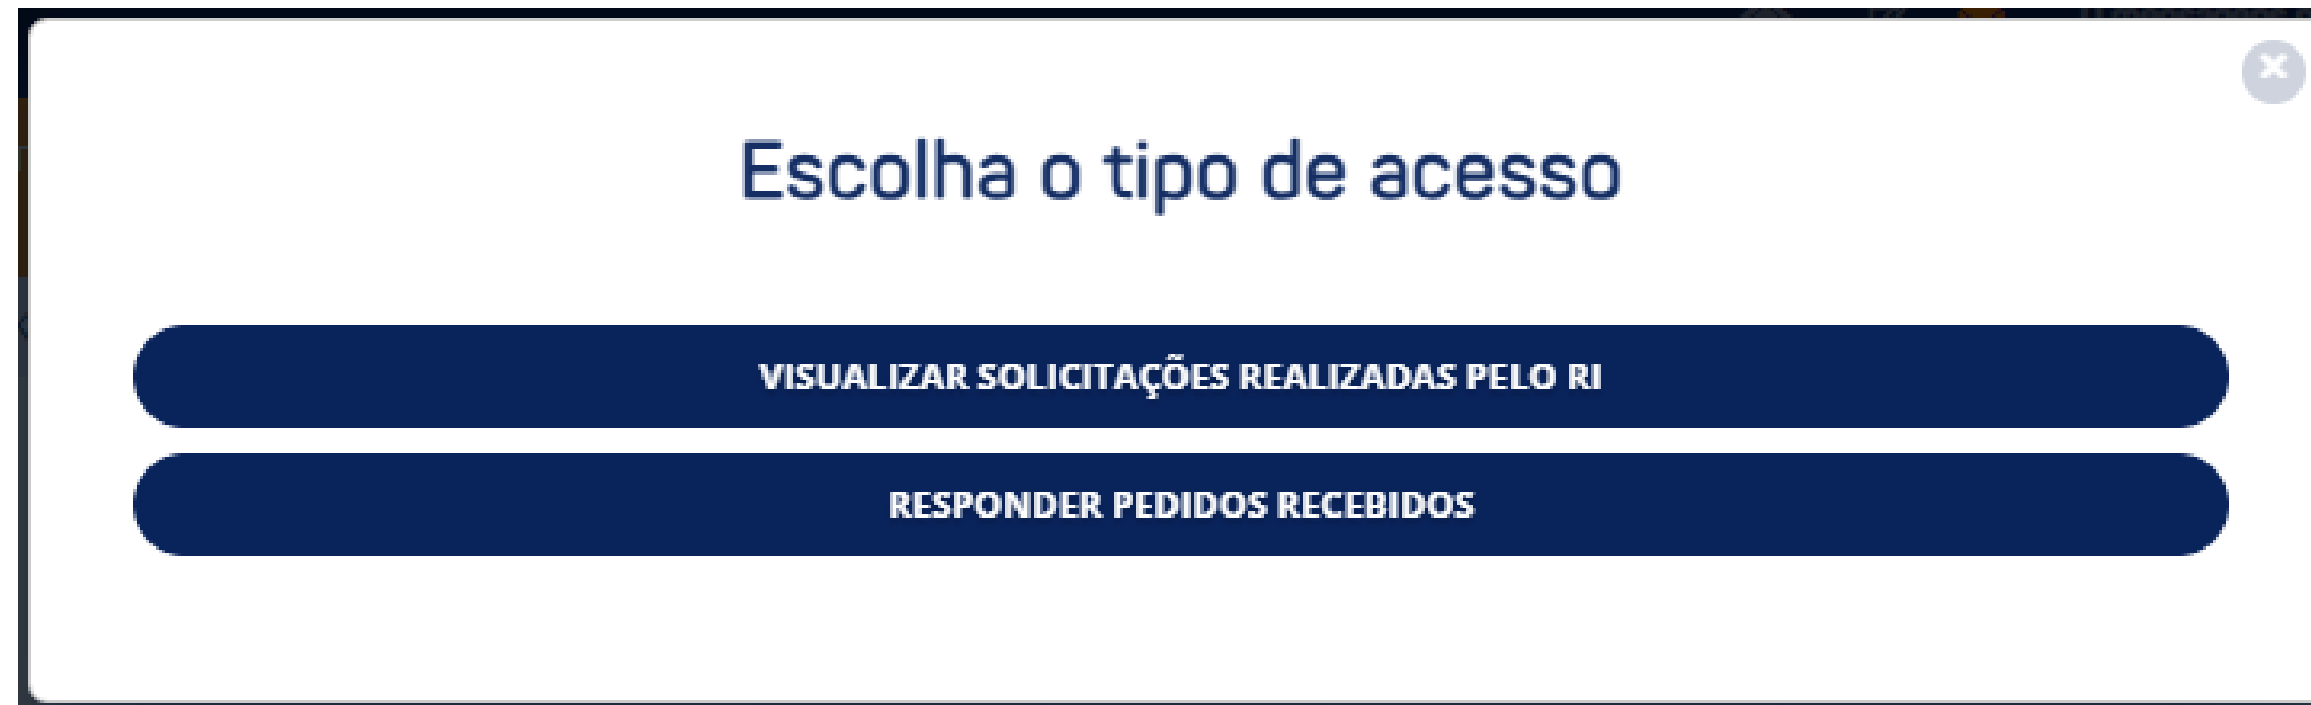 Escolha o tipo de acesso
VISUALIZAR SOLICITAÇÕES REALIZADAS PELO RI
RESPONDER PEDIDOS RECEBIDOS